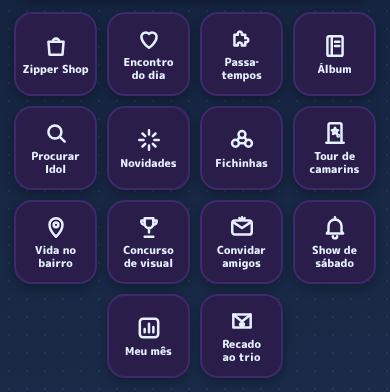 Zipper Shop
Encontro
do dia
Passa-
tempos
Álbum
Procurar
Idol
Novidades
Fichinhas
Tour de
camarins
Vida no
bairro
Concurso
de visual
Convidar
amigos
Show de
sábado
Meu mês
Recado
ao trio